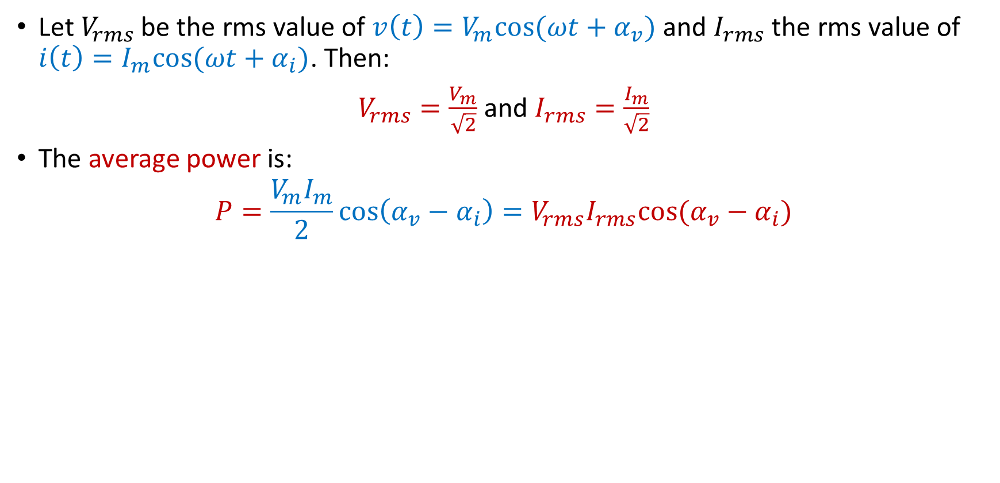 • Let $V_{rms}$ be the rms value of $v(t) = V_m \cos(\omega t + \alpha_v)$ and $I_{rms}$ the rms value of
$i(t) = I_m \cos(\omega t + \alpha_i)$. Then:
$V_{rms} = \frac{V_m}{\sqrt{2}}$ and $I_{rms} = \frac{I_m}{\sqrt{2}}$
• The average power is:
$P = \frac{V_m I_m}{2} \cos(\alpha_v - \alpha_i) = V_{rms} I_{rms} \cos(\alpha_v - \alpha_i)$